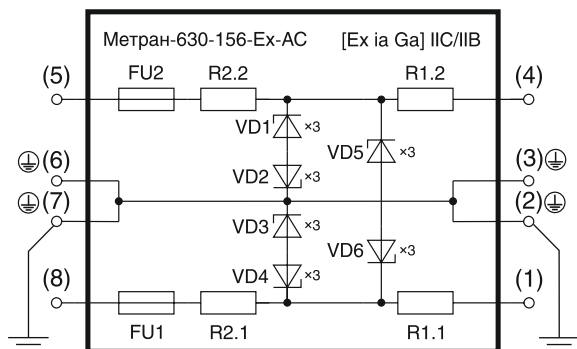 Метран-630-156-Ex-AC [Ex ia Ga] IIC/IIB
(5) FU2 R2.2 R1.2 (4)
VD1 ×3
VD5 ×3
(6) VD2 ×3 (3)
(7) VD3 ×3 (2)
VD6 ×3
VD4 ×3
(8) (1)
FU1 R2.1 R1.1